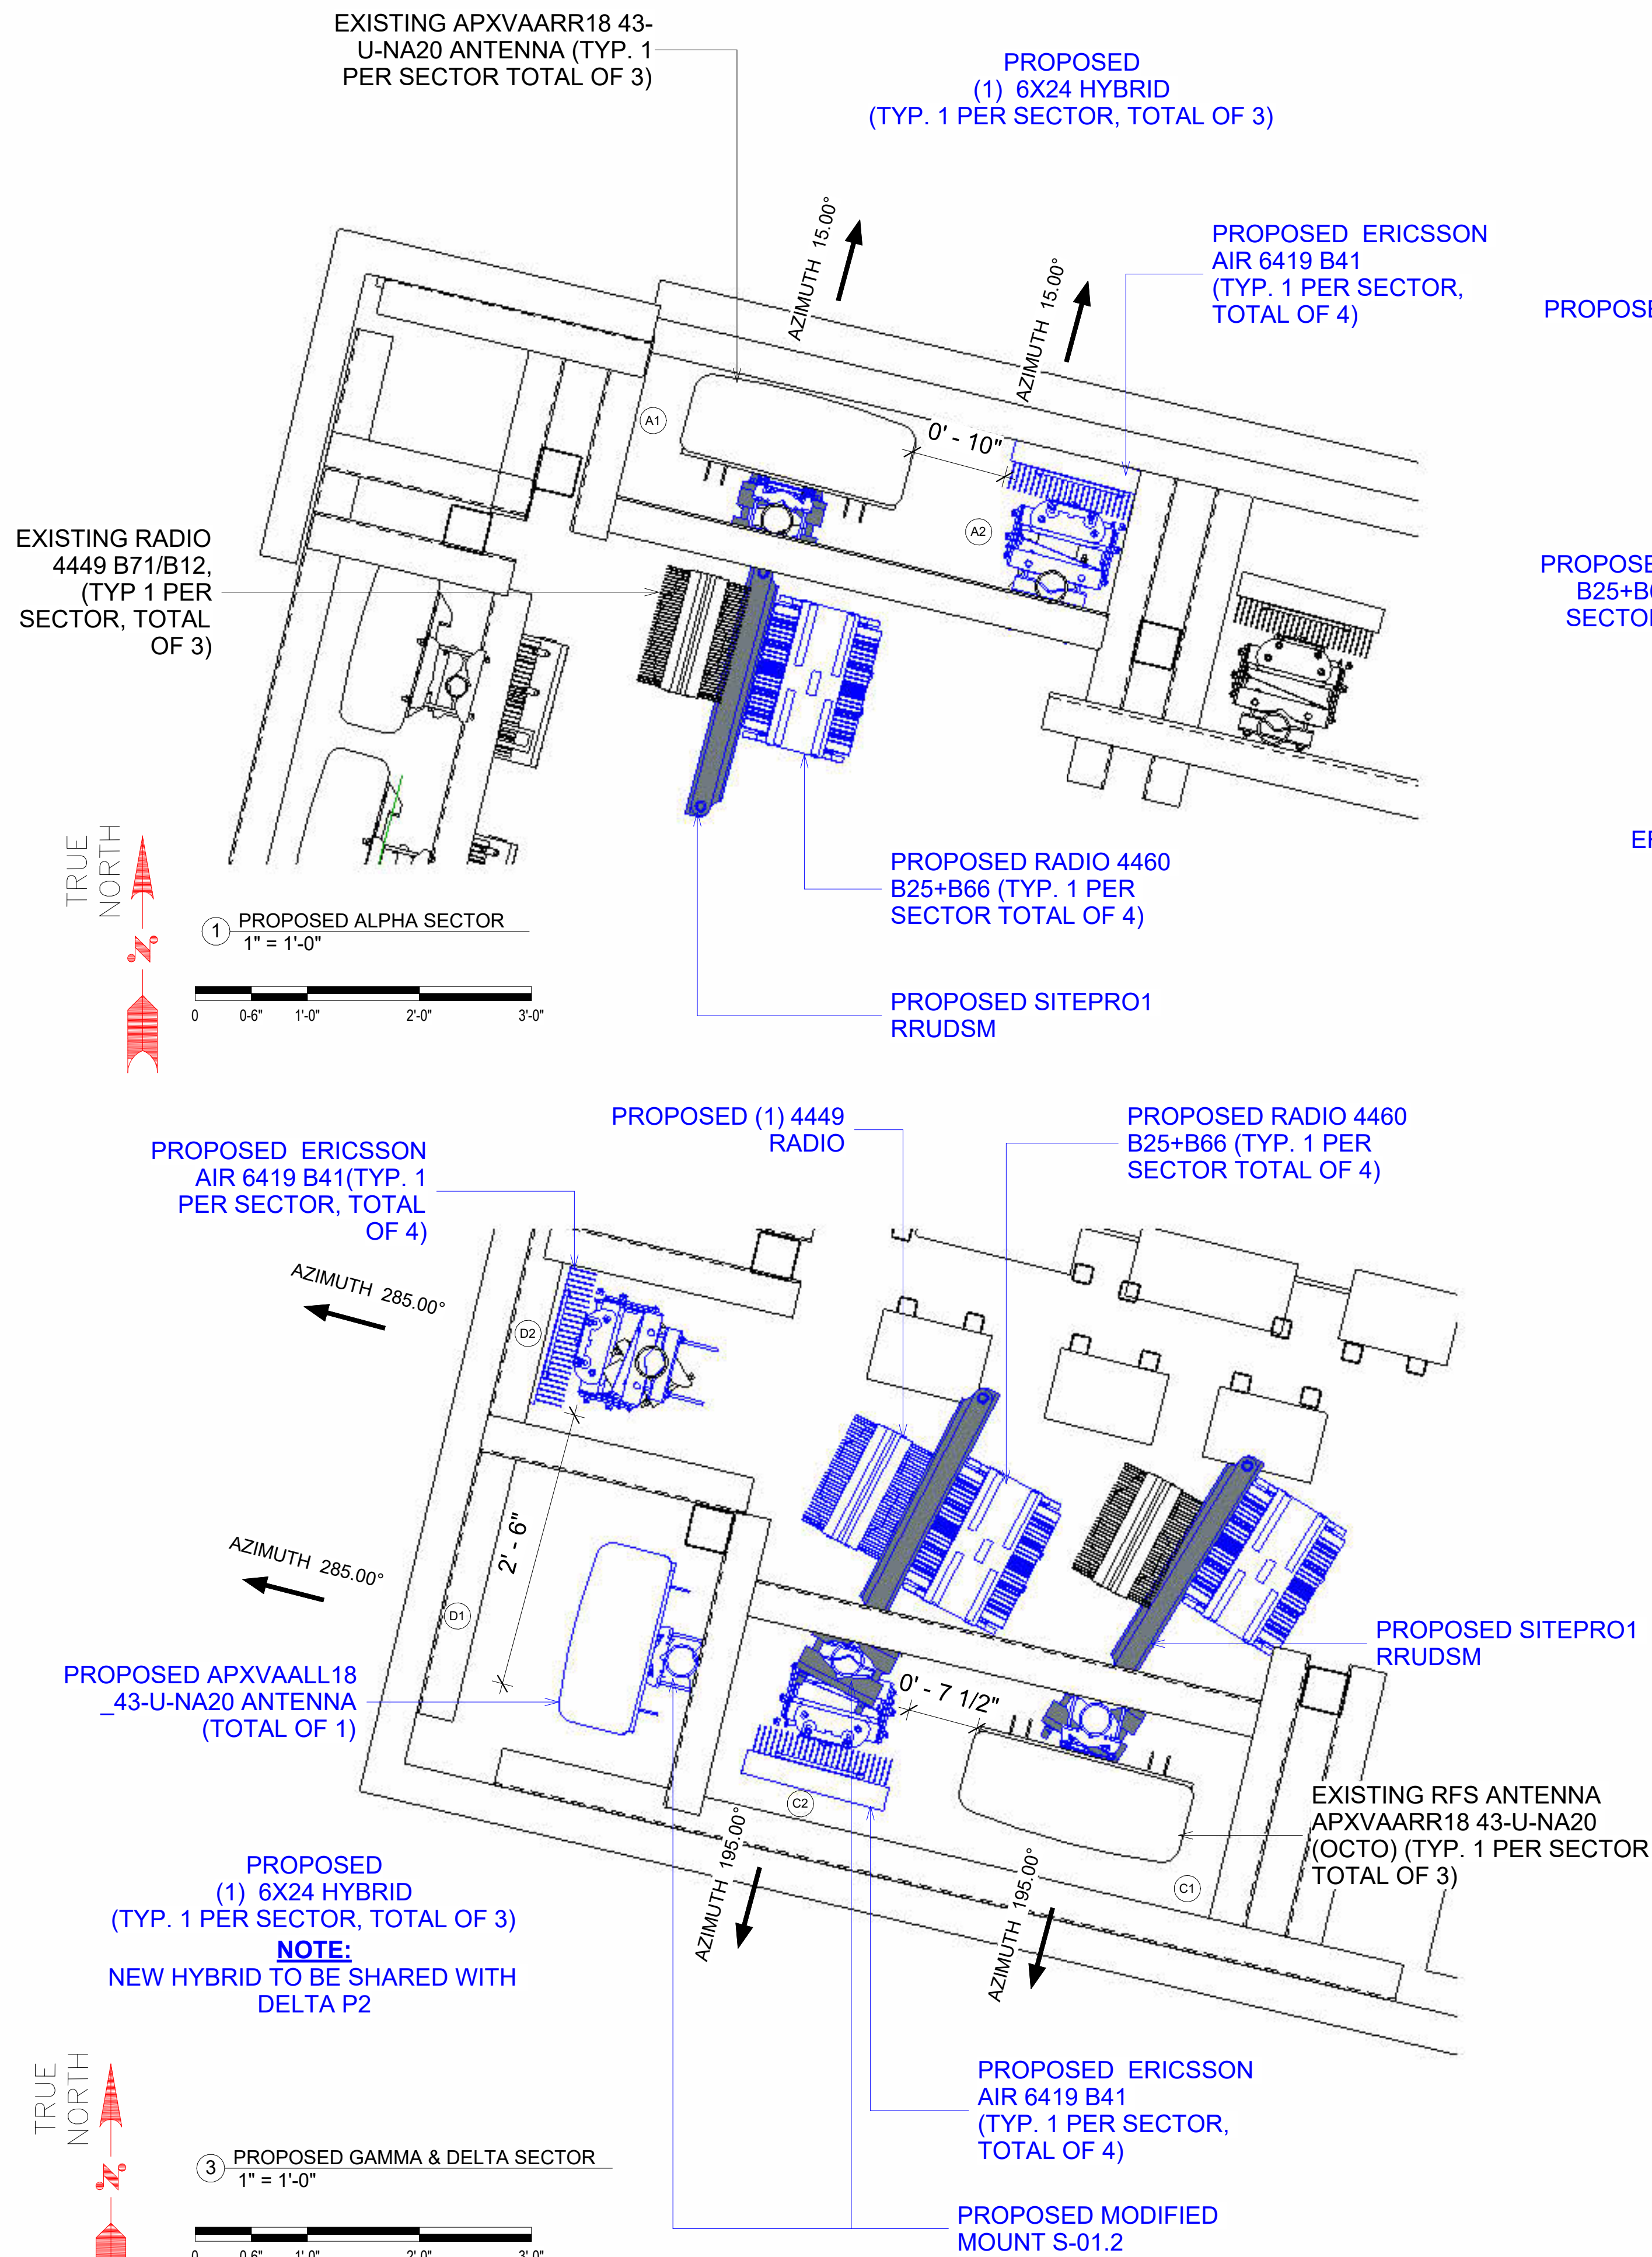 EXISTING APXVAARR18 43-
U-NA20 ANTENNA (TYP. 1
PER SECTOR TOTAL OF 3)
PROPOSED
(1) 6X24 HYBRID
(TYP. 1 PER SECTOR, TOTAL OF 3)
AZIMUTH 15.00°
AZIMUTH 15.00°
PROPOSED ERICSSON
AIR 6419 B41
(TYP. 1 PER SECTOR,
TOTAL OF 4)
A1
0' - 10"
A2
EXISTING RADIO
4449 B71/B12,
(TYP 1 PER
SECTOR, TOTAL
OF 3)
B25+B
SECTOR
PROPOSED RADIO 4460
B25+B66 (TYP. 1 PER
SECTOR TOTAL OF 4)
PROPOSED SITEPRO1
RRUDSM
TRUE
NORTH
N
1 PROPOSED ALPHA SECTOR
1" = 1'-0"
0 0-6" 1'-0" 2'-0" 3'-0"
PROPOSED ERICSSON
AIR 6419 B41(TYP. 1
PER SECTOR, TOTAL
OF 4)
PROPOSED (1) 4449
RADIO
PROPOSED RADIO 4460
B25+B66 (TYP. 1 PER
SECTOR TOTAL OF 4)
AZIMUTH 285.00°
D2
AZIMUTH 285.00°
2' - 6"
D1
PROPOSED APXVAALL18
_43-U-NA20 ANTENNA
(TOTAL OF 1)
0' - 7 1/2"
PROPOSED SITEPRO1
RRUDSM
C2
C1
EXISTING RFS ANTENNA
APXVAARR18 43-U-NA20
(OCTO) (TYP. 1 PER SECTOR
TOTAL OF 3)
AZIMUTH 195.00°
AZIMUTH 195.00°
PROPOSED
(1) 6X24 HYBRID
(TYP. 1 PER SECTOR, TOTAL OF 3)
NOTE:
NEW HYBRID TO BE SHARED WITH
DELTA P2
PROPOSED ERICSSON
AIR 6419 B41
(TYP. 1 PER SECTOR,
TOTAL OF 4)
PROPOSED MODIFIED
MOUNT S-01.2
TRUE
NORTH
N
3 PROPOSED GAMMA & DELTA SECTOR
1" = 1'-0"
0 0-6" 1'-0" 2'-0" 3'-0"